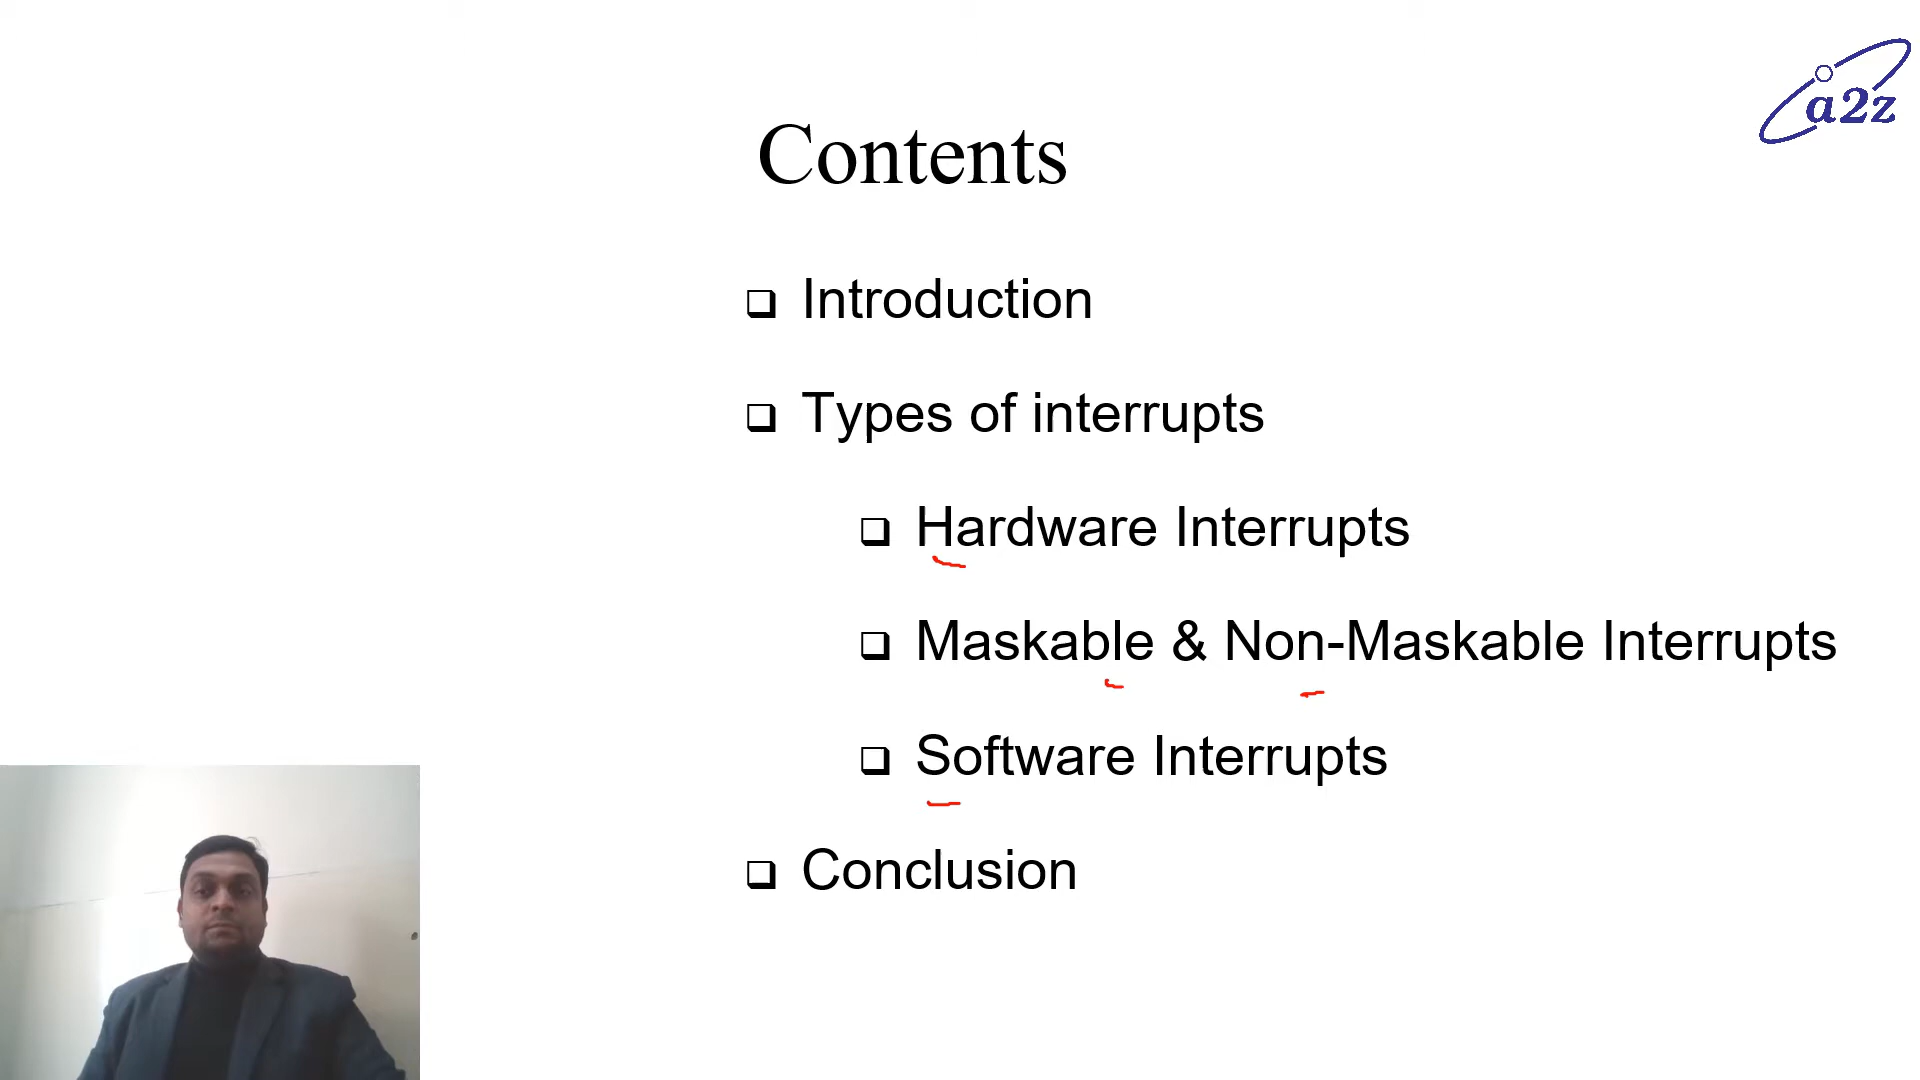 a2z
Contents
Introduction
Types of interrupts
Hardware Interrupts
Maskable & Non-Maskable Interrupts
Software Interrupts
Conclusion